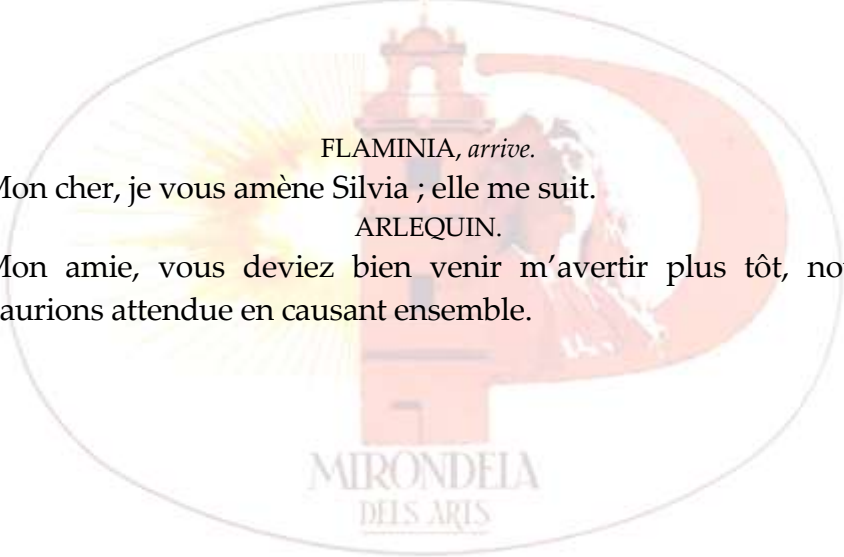 FLAMINIA, arrive.
Mon cher, je vous amène Silvia ; elle me suit.
ARLEQUIN.
Mon amie, vous deviez bien venir m’avertir plus tôt,
aurions attendue en causant ensemble.
MIRONDELA
DELS ARTS